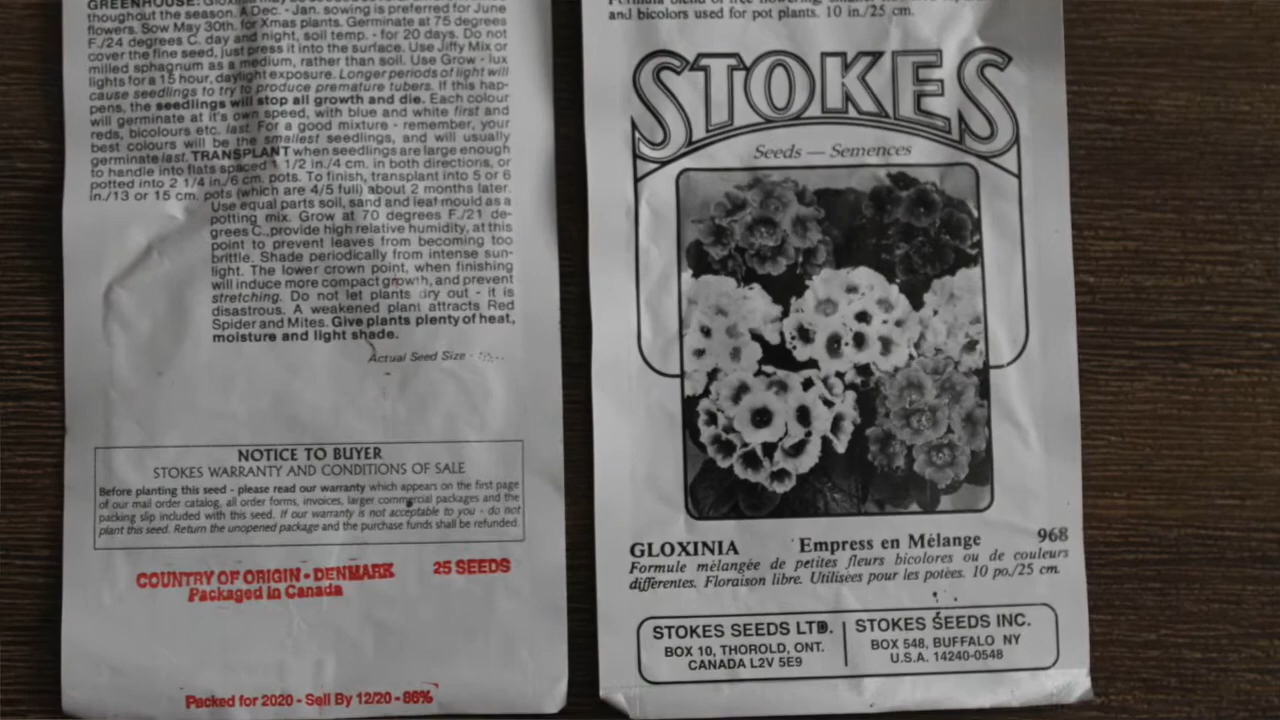 GREENHOUSE:
thoughout the season. A Dec. - Jan. sowing is preferred for June
flowers. Sow May 30th. for Xmas plants. Germinate at 75 degrees
F./24 degrees C. day and night, soil temp. - for 20 days. Do not
cover the fine seed, just press it into the surface. Use Jiffy Mix or
milled sphagnum as a medium, rather than soil. Use Grow - lux
lights for a 15 hour, daylight exposure. Longer periods of light will
cause seedlings to try to produce premature tubers. If this hap-
pens, the seedlings will stop all growth and die. Each colour
will germinate at it's own speed, with blue and white first and
reds, bicolours etc. last. For a good mixture - remember, your
best colours will be the smallest seedlings, and will usually
germinate last. TRANSPLANT when seedlings are large enough
to handle into flats spaced 1 1/2 in./4 cm. in both directions, or
potted into 2 1/4 in./6 cm. pots. To finish, transplant into 5 or 6
in./13 or 15 cm. pots (which are 4/5 full) about 2 months later.
Use equal parts soil, sand and leaf mould as a
potting mix. Grow at 70 degrees F./21 de-
grees C.,provide high relative humidity, at this
point to prevent leaves from becoming too
brittle. Shade periodically from intense sun-
light. The lower crown point, when finishing
will induce more compact growth, and prevent
stretching. Do not let plants dry out - it is
disastrous. A weakened plant attracts Red
Spider and Mites. Give plants plenty of heat,
moisture and light shade.
Actual Seed Size -
NOTICE TO BUYER
STOKES WARRANTY AND CONDITIONS OF SALE
Before planting this seed - please read our warranty which appears on the first page
of our mail order catalog, all order forms, invoices, larger commercial packages and the
packing slip included with this seed. If our warranty is not acceptable to you - do not
plant this seed. Return the unopened package and the purchase funds shall be refunded.
COUNTRY OF ORIGIN - DENMARK 25 SEEDS
Packaged in Canada
Packed for 2020 - Sell By 12/20 - 86%
and bicolors used for pot plants. 10 in./25 cm.
STOKES
Seeds — Semences
GLOXINIA Empress en Mélange 968
Formule mélangée de petites fleurs bicolores ou de couleurs
différentes. Floraison libre. Utilisées pour les potées. 10 po./25 cm.
STOKES SEEDS LTD.
BOX 10, THOROLD, ONT.
CANADA L2V 5E9
STOKES SEEDS INC.
BOX 548, BUFFALO NY
U.S.A. 14240-0548